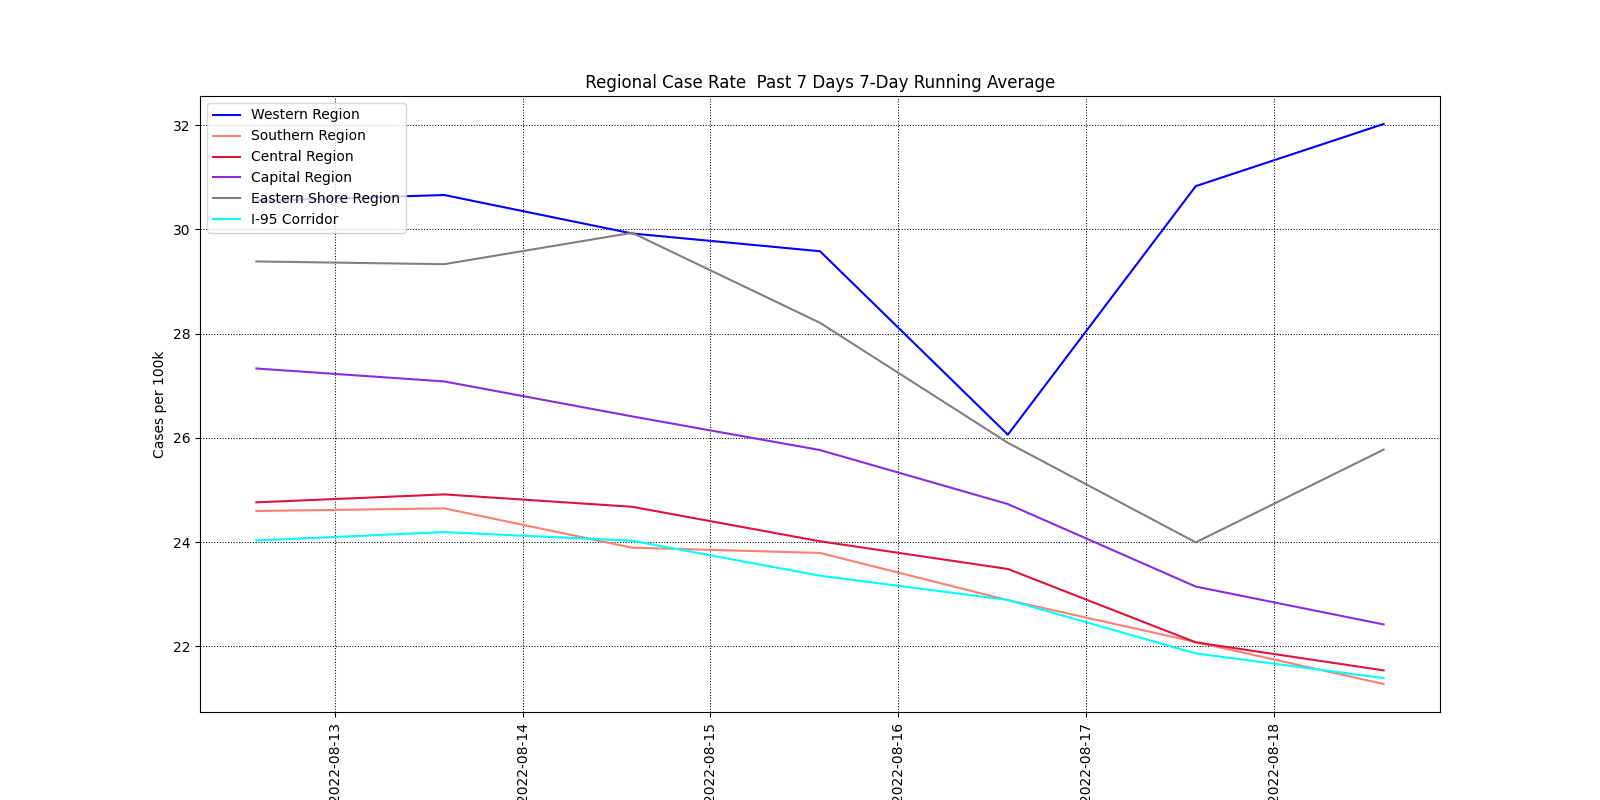 Regional Case Rate  Past 7 Days 7-Day Running Average
Western Region
Southern Region
Central Region
Capital Region
Eastern Shore Region
I-95 Corridor
Cases per 100k
32
30
28
26
24
22
2022-08-13
2022-08-14
2022-08-15
2022-08-16
2022-08-17
2022-08-18